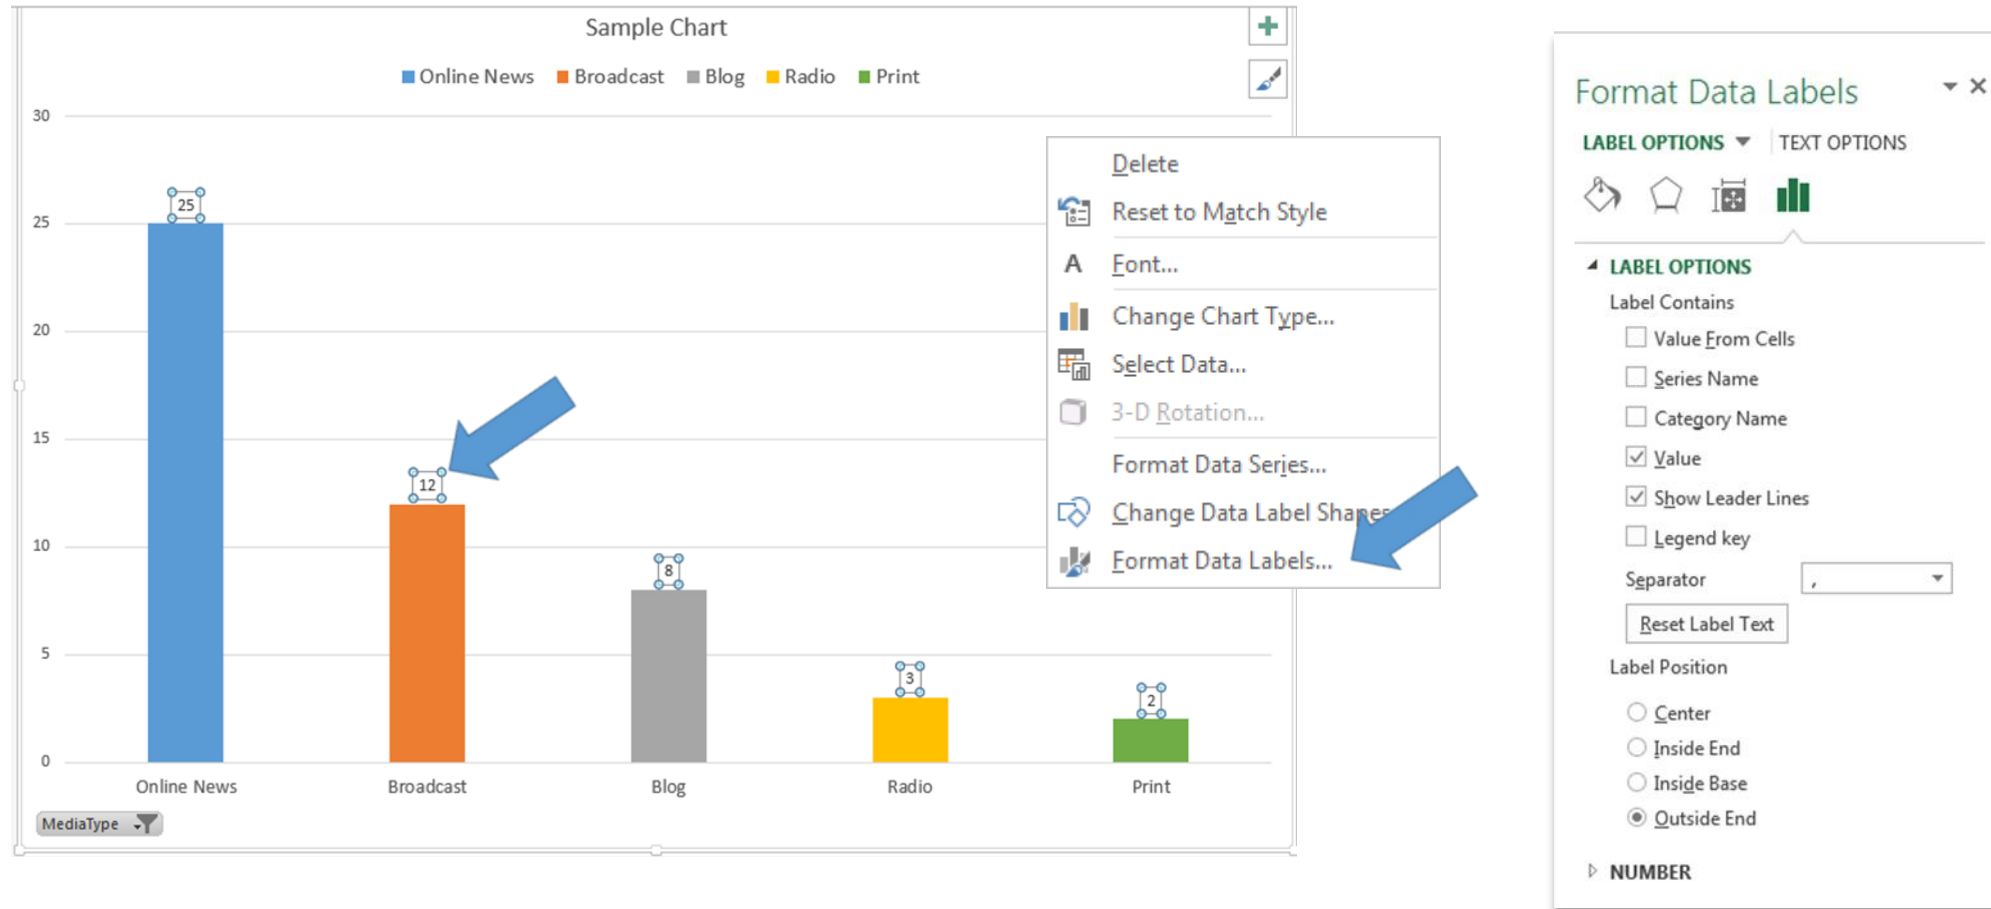 Sample Chart
Online News Broadcast Blog Radio Print
30
25
20
15
10
5
0
25
12
8
3
2
Online News Broadcast Blog Radio Print
MediaType
Delete
Reset to Match Style
A Font...
Change Chart Type...
Select Data...
3-D Rotation...
Format Data Series...
Change Data Label Shapes
Format Data Labels...
Format Data Labels
LABEL OPTIONS TEXT OPTIONS
LABEL OPTIONS
Label Contains
Value From Cells
Series Name
Category Name
Value
Show Leader Lines
Legend key
Separator ,
Reset Label Text
Label Position
Center
Inside End
Inside Base
Outside End
NUMBER